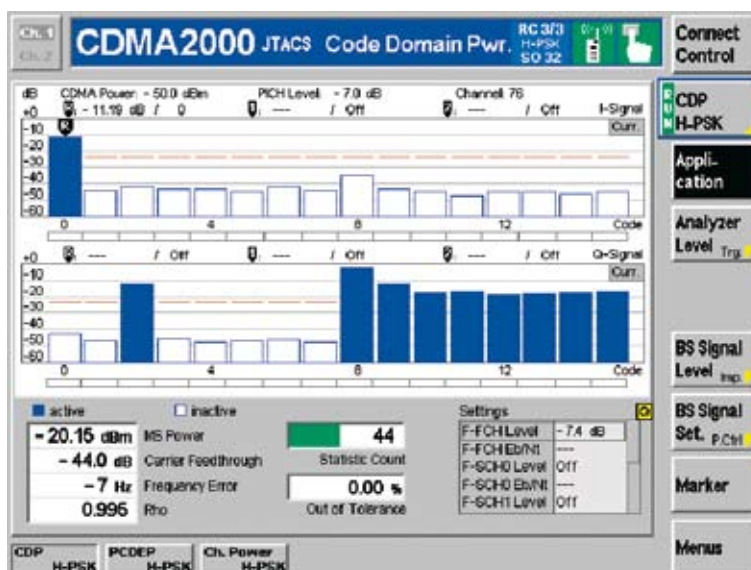 Ch. 1
Ch. 2
CDMA2000 JTACS Code Domain Pwr.
RC 3/3
H-PSK
SO 32
Connect Control
dB CDMA Power: - 50.0 dBm PICH Level: - 7.0 dB Channel: 76
+0 - 11.19 dB / 0 --- / Off --- / Off I-Signal
Curr.
-10
-20
-30
-40
-50
-60
0 4 8 12 Code
+0 --- / Off --- / Off --- / Off Q-Signal
Curr.
-10
-20
-30
-40
-50
-60
0 4 8 12 Code
active inactive
- 20.15 dBm MS Power
- 44.0 dB Carrier Feedthrough
- 7 Hz Frequency Error
0.995 Rho
44
Statistic Count
0.00 %
Out of Tolerance
Settings
F-FCH Level - 7.4 dB
F-FCH Eb/Nt ---
F-SCH0 Level Off
F-SCH0 Eb/Nt ---
F-SCH1 Level Off
RUN
CDP
H-PSK
Appli-
cation
Analyzer
Level Trg.
BS Signal
Level
BS Signal
Set. P.Ctrl
Marker
Menus
CDP
H-PSK
PCDEP
H-PSK
Ch. Power
H-PSK